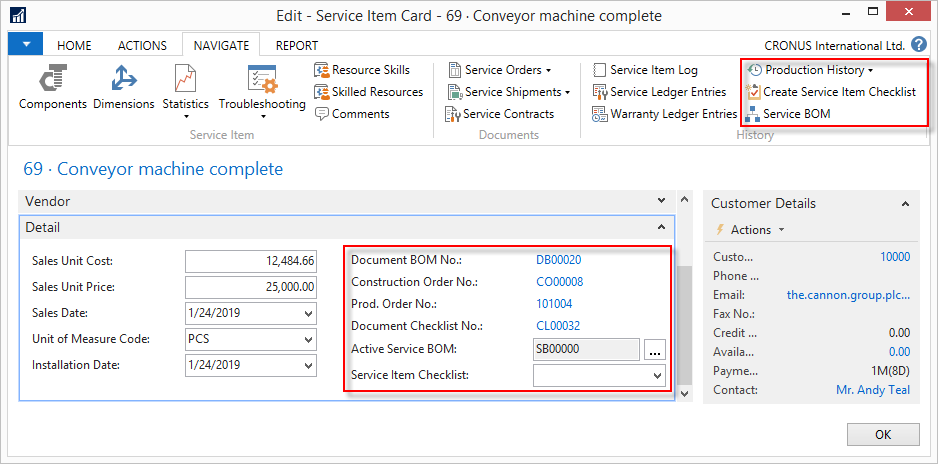 Edit - Service Item Card - 69 · Conveyor machine complete
HOME ACTIONS NAVIGATE REPORT CRONUS International Ltd. ?
Components
Dimensions
Statistics
Troubleshooting
Resource Skills
Skilled Resources
Comments
Service Item
Service Orders
Service Shipments
Service Contracts
Documents
Service Item Log
Service Ledger Entries
Warranty Ledger Entries
Production History
Create Service Item Checklist
Service BOM
History
69 · Conveyor machine complete
Vendor
Detail
Sales Unit Cost: 12,484.66
Sales Unit Price: 25,000.00
Sales Date: 1/24/2019
Unit of Measure Code: PCS
Installation Date: 1/24/2019
Document BOM No.: DB00020
Construction Order No.: CO00008
Prod. Order No.: 101004
Document Checklist No.: CL00032
Active Service BOM: SB00000 ...
Service Item Checklist:
Customer Details
Actions
Custo... 10000
Phone ...
Email: the.cannon.group.plc...
Fax No.:
Credit ... 0.00
Availa... 0.00
Payme... 1M(8D)
Contact: Mr. Andy Teal
OK